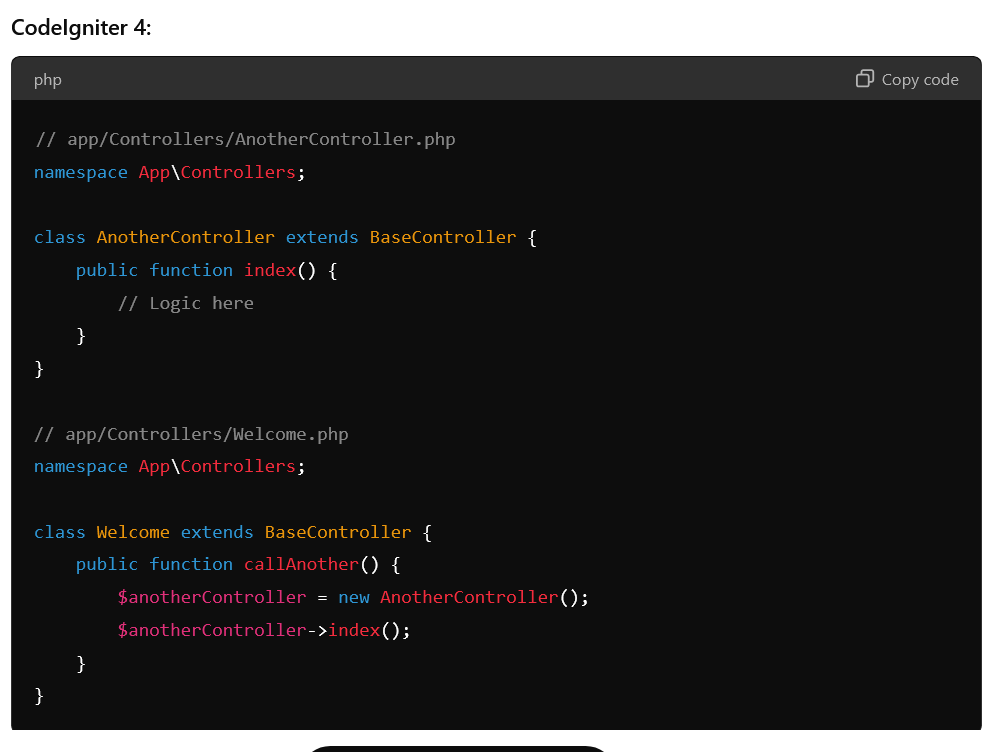 CodeIgniter 4:
php
Copy code
// app/Controllers/AnotherController.php
namespace App\Controllers;
class AnotherController extends BaseController {
    public function index() {
        // Logic here
    }
}
// app/Controllers/Welcome.php
namespace App\Controllers;
class Welcome extends BaseController {
    public function callAnother() {
        $anotherController = new AnotherController();
        $anotherController->index();
    }
}